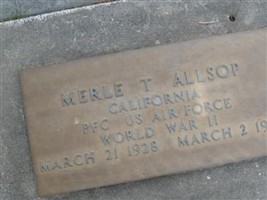 MERLE T ALLSOP
CALIFORNIA
PFC US AIR FORCE
WORLD WAR II
MARCH 21 1928 MARCH 2 19